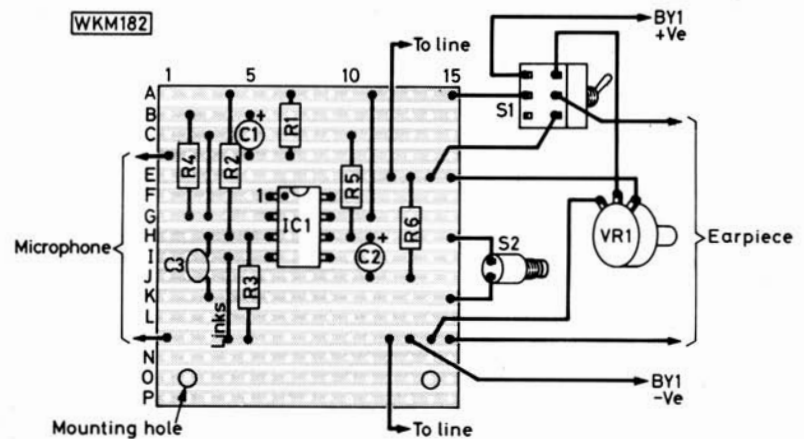 WKM182
BY1
+Ve
To line
1 5 10 15
A
B
C
E
F
G
H
I
J
K
L
N
O
P
S1
C1
+
R1
R4
R2
R5
R6
1
IC1
Microphone
C3
R3
C2
+
S2
VR1
Earpiece
Links
BY1
-Ve
Mounting hole
To line